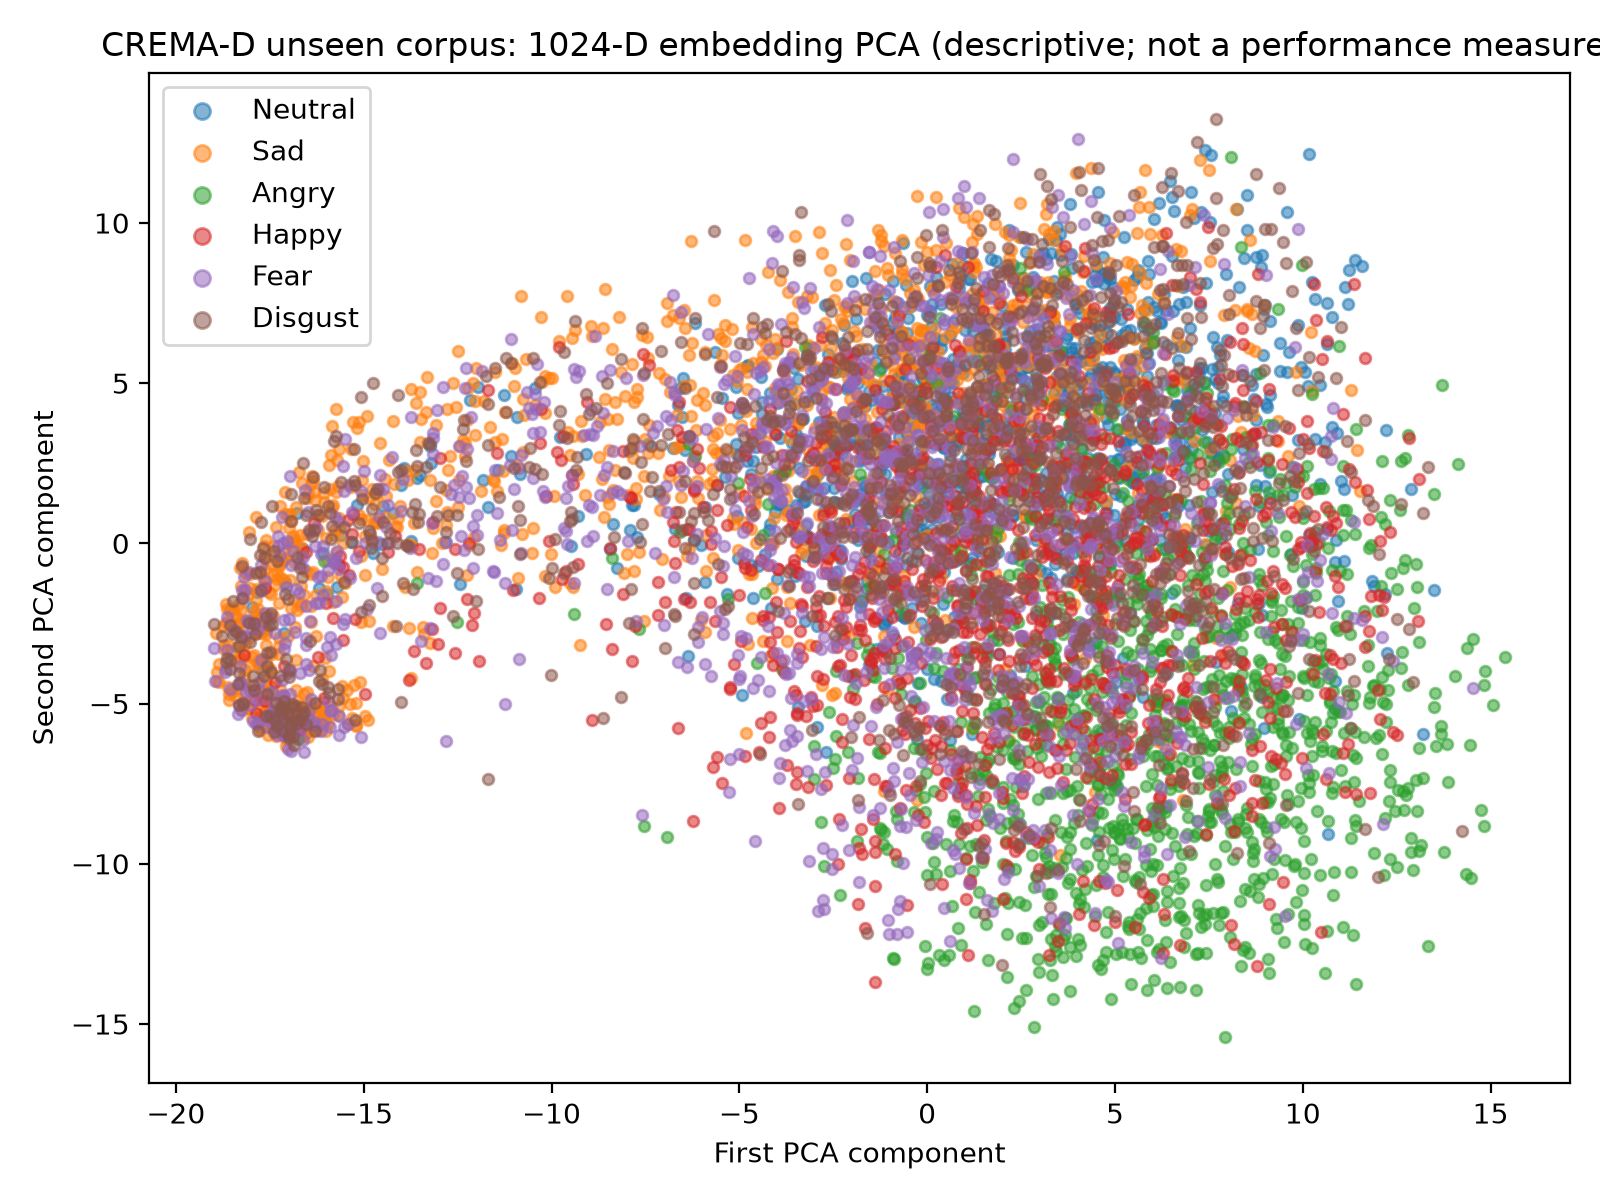 CREMA-D unseen corpus: 1024-D embedding PCA (descriptive; not a performance measure
Neutral
Sad
Angry
Happy
Fear
Disgust
10
5
0
−5
−10
−15
Second PCA component
−20
−15
−10
−5
0
5
10
15
First PCA component